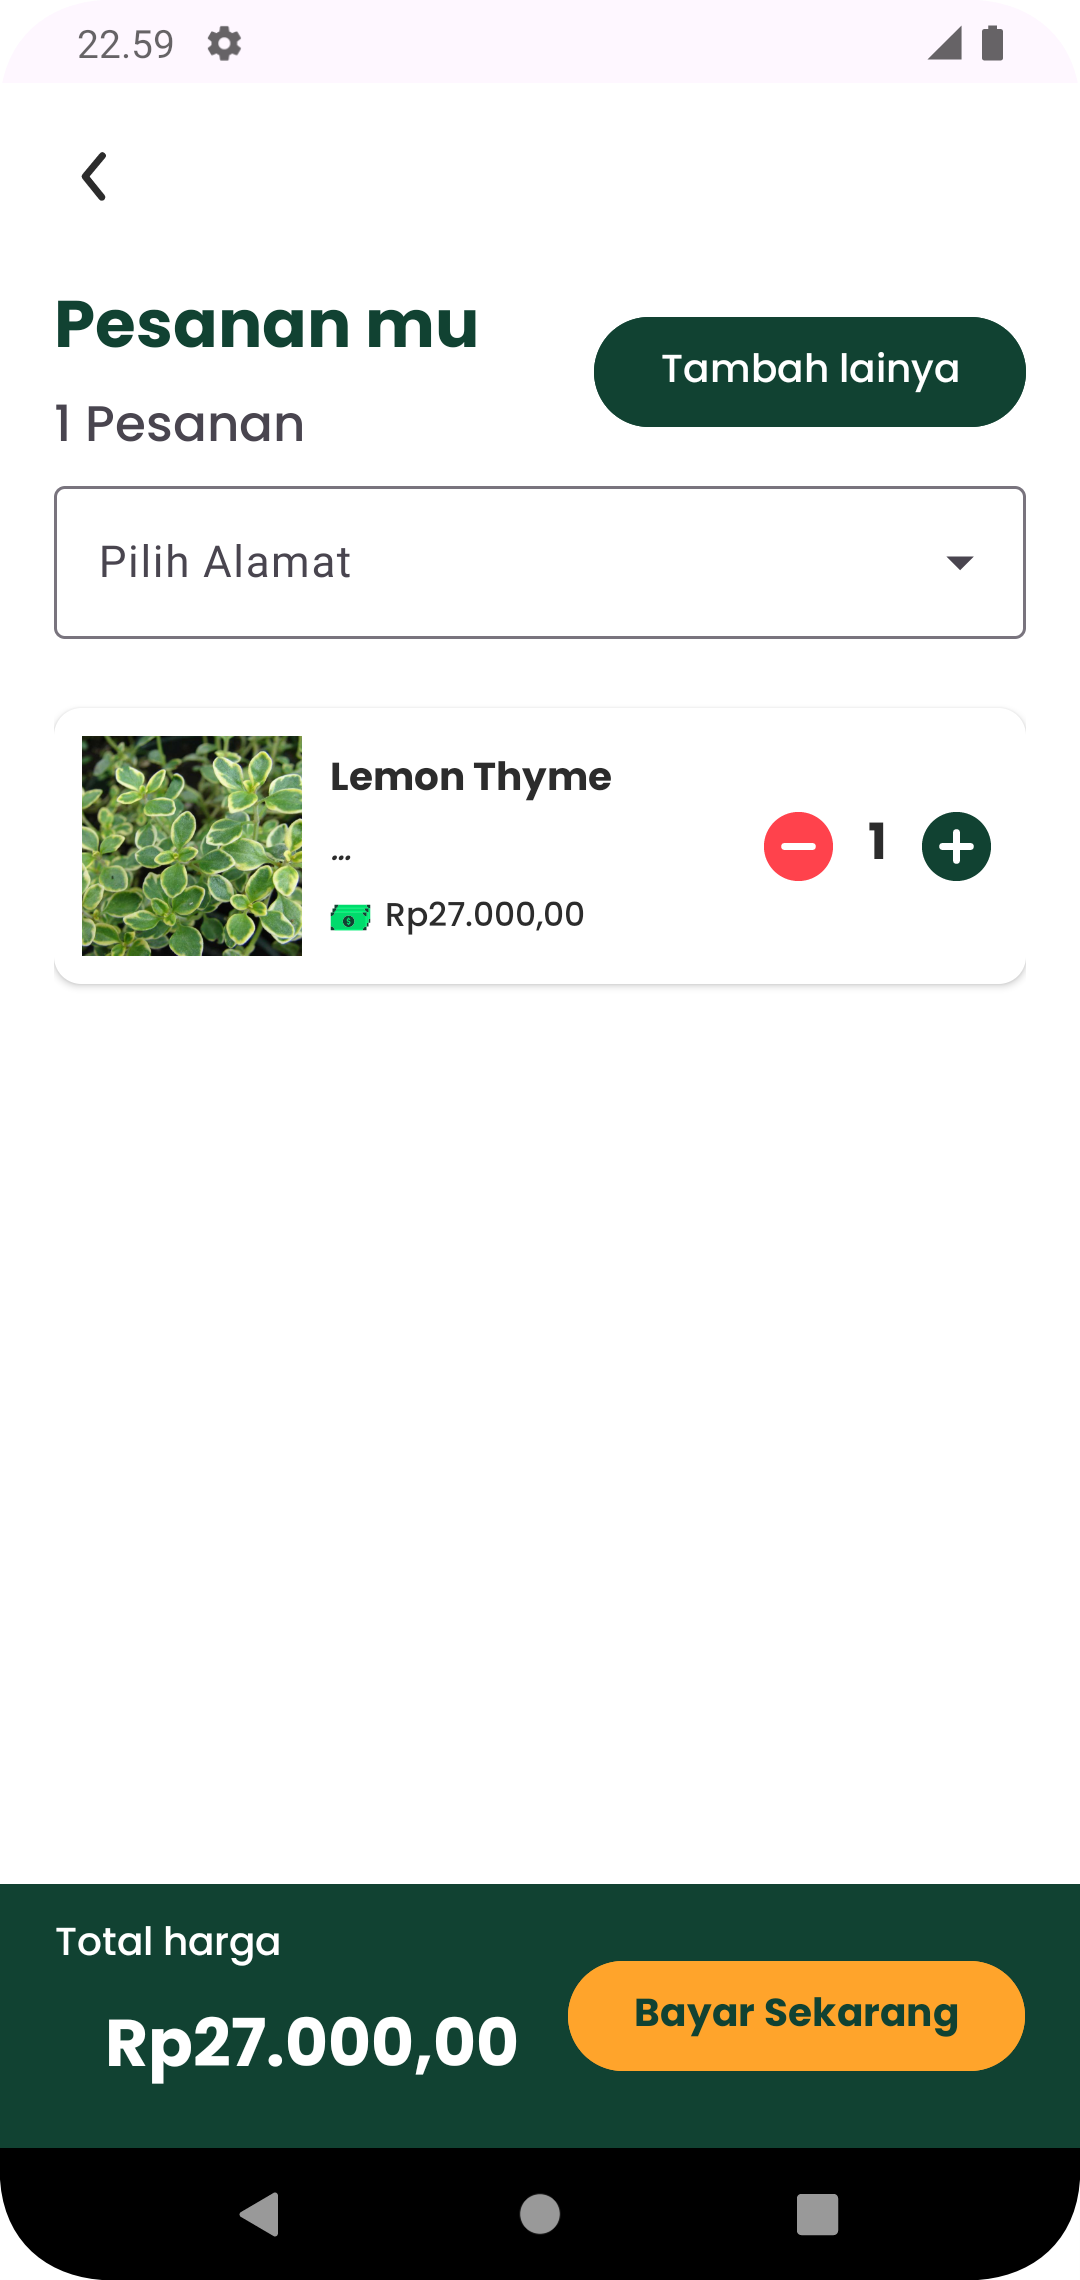 22.59
Pesanan mu
Tambah lainya
1 Pesanan
Pilih Alamat
Lemon Thyme
...
1
Rp27.000,00
Total harga
Rp27.000,00
Bayar Sekarang